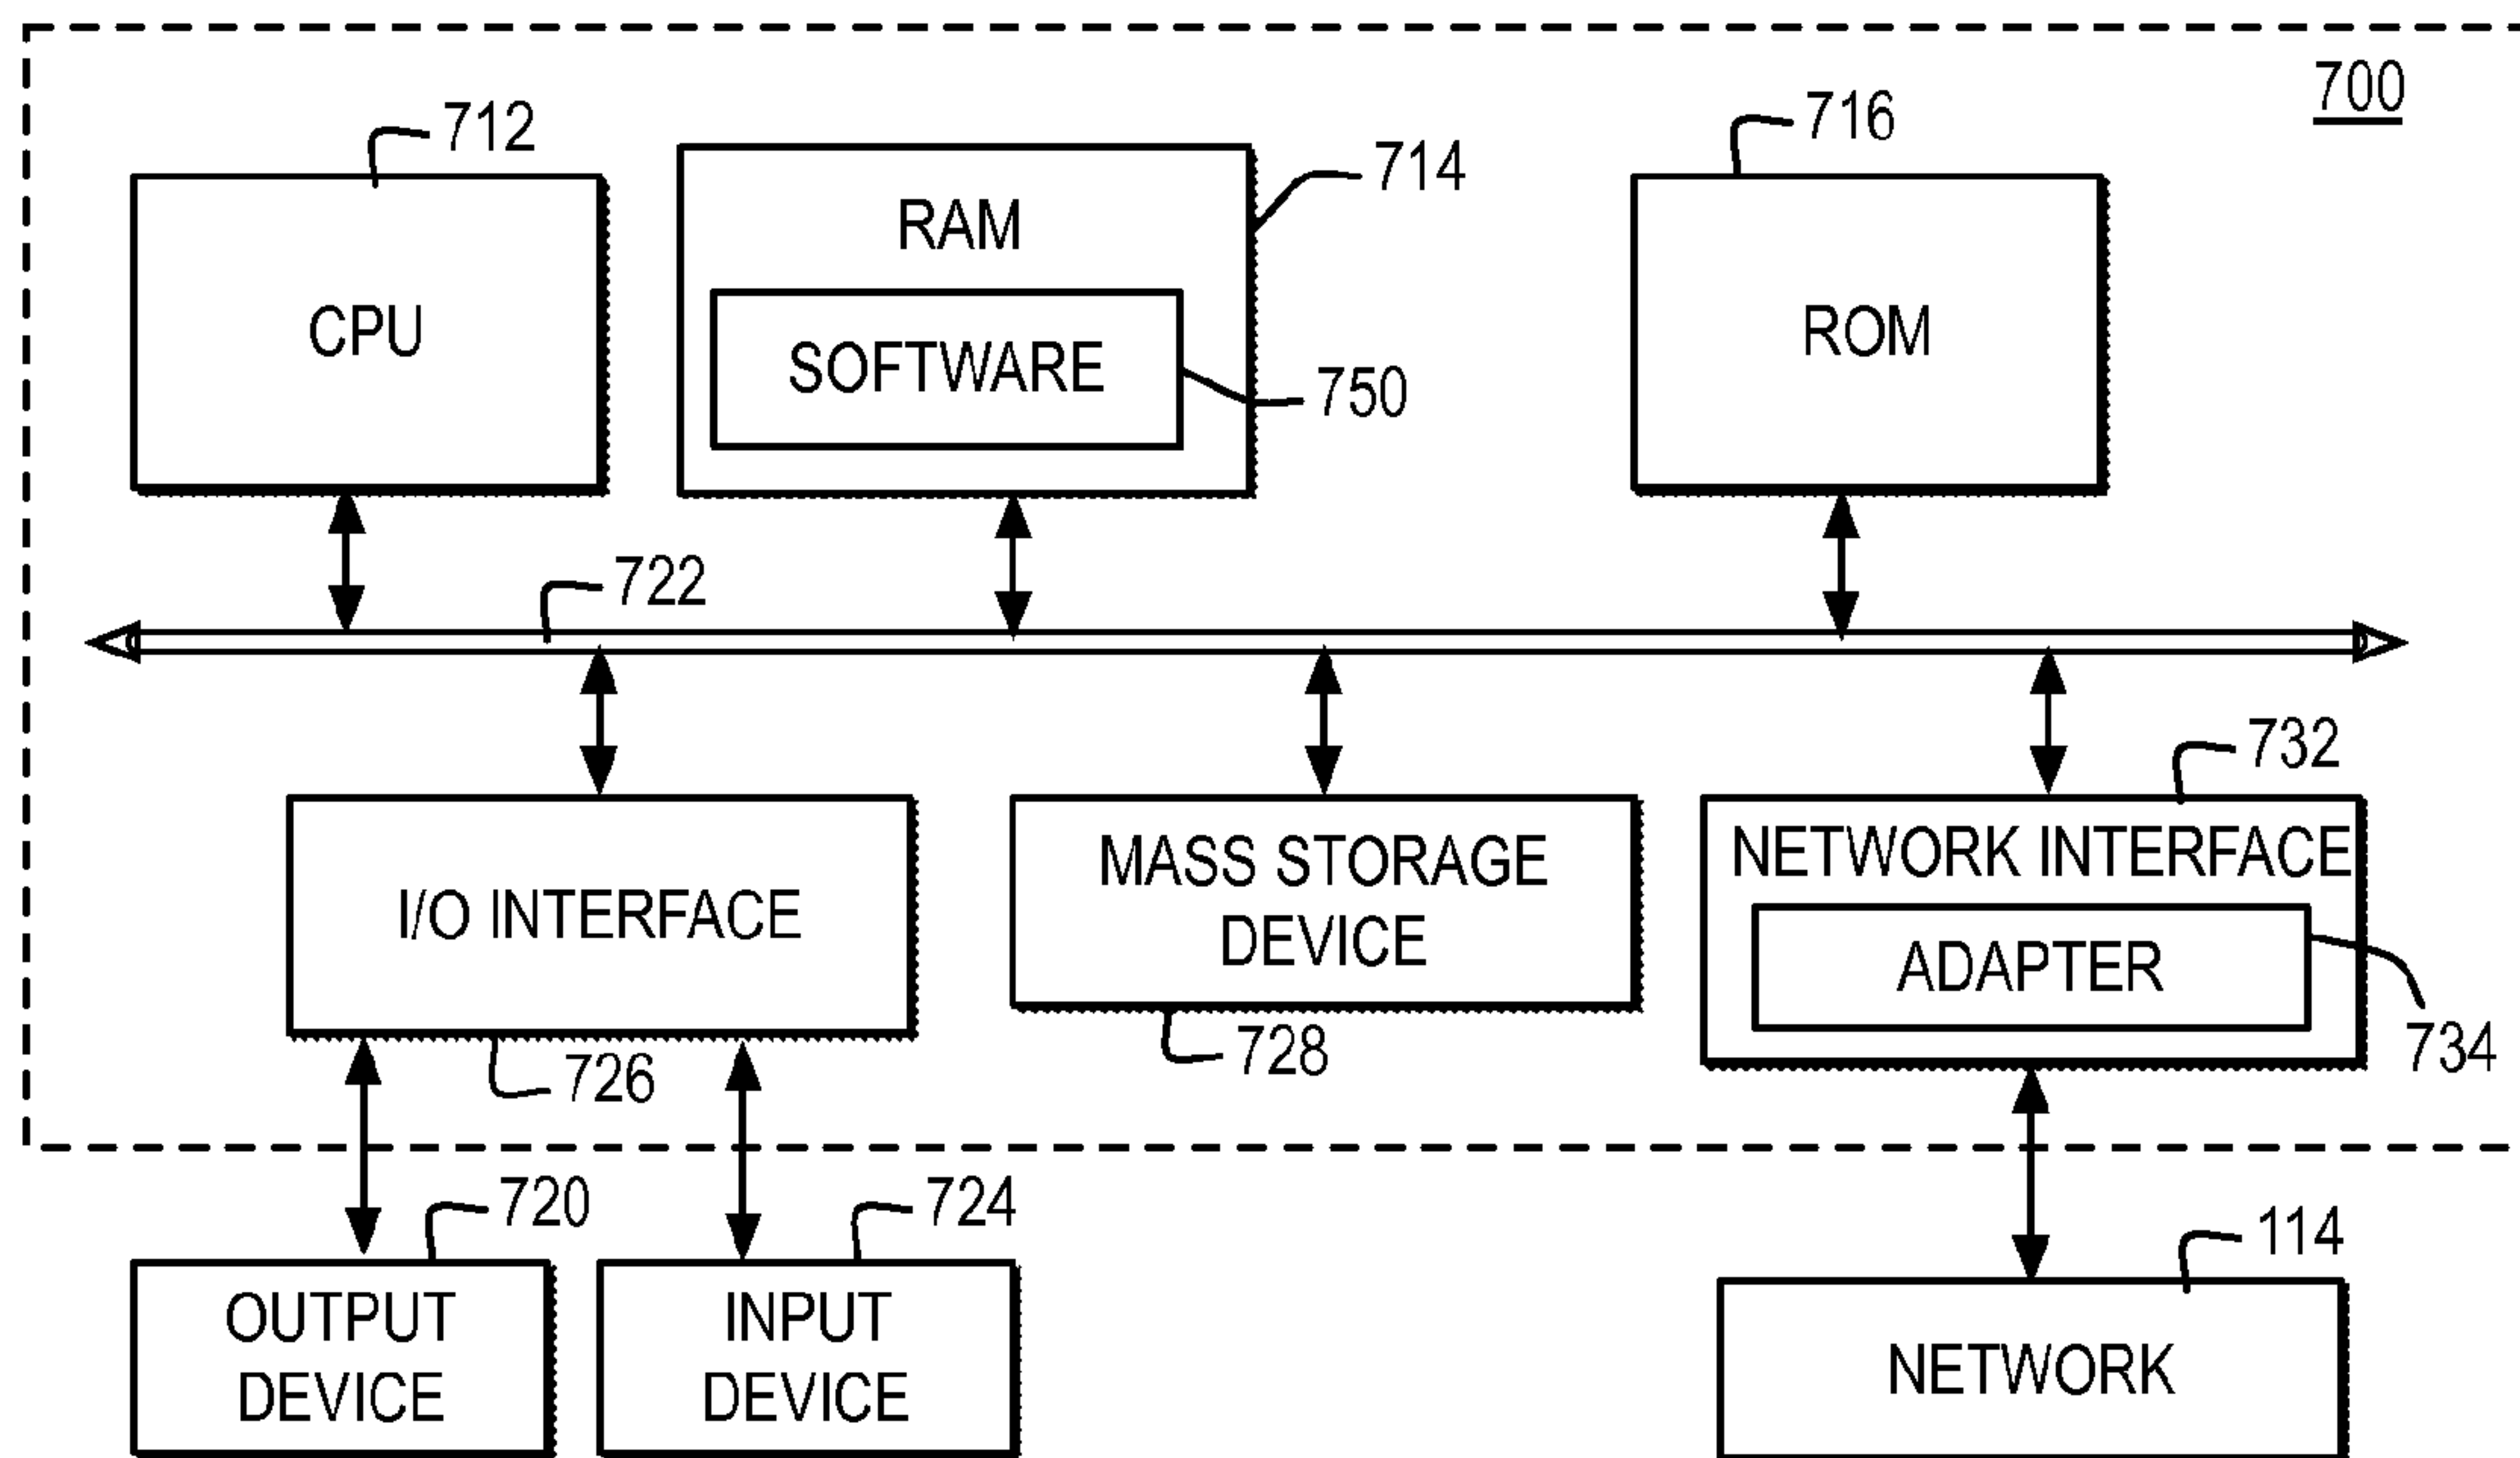 700
712
716
714
CPU
RAM
SOFTWARE
750
ROM
722
732
I/O INTERFACE
MASS STORAGE
DEVICE
NETWORK INTERFACE
ADAPTER
726
728
734
720
724
114
OUTPUT
DEVICE
INPUT
DEVICE
NETWORK